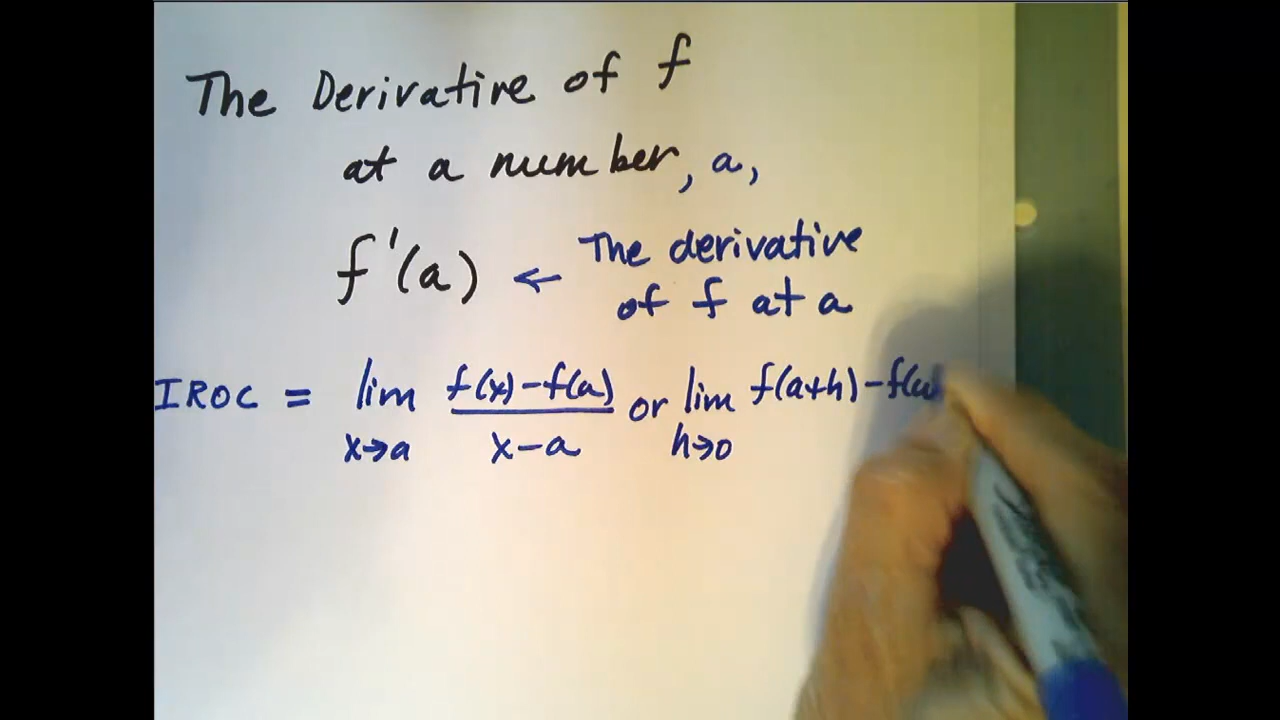 The Derivative of f
at a number, a,
f'(a) ← The derivative
of f at a
IROC = lim f(x) - f(a) or lim f(a+h) - f(a)
x→a x - a h→0